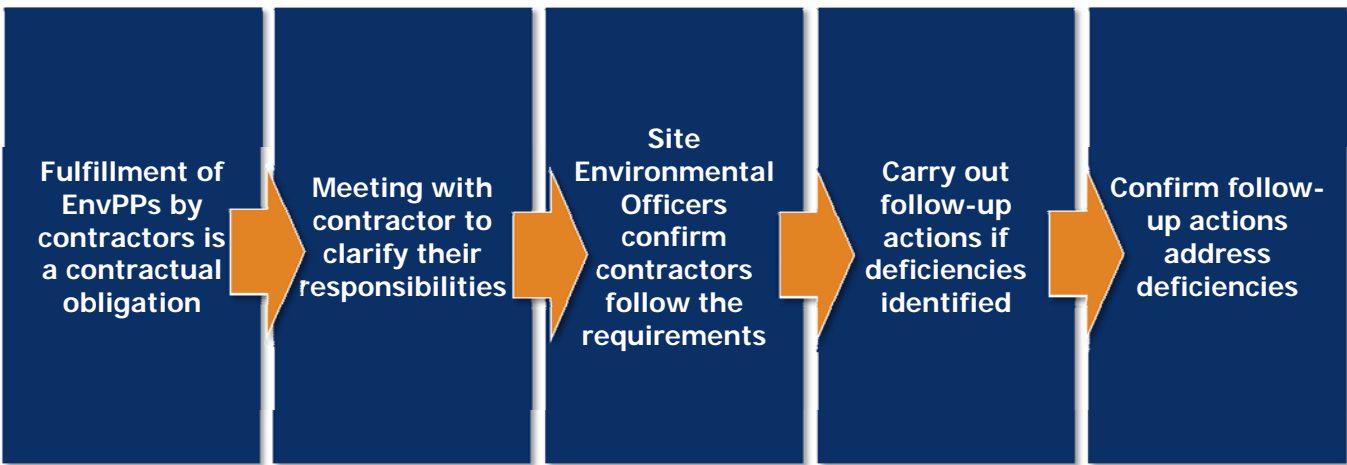 Fulfillment of
EnvPPs by
contractors is
a contractual
obligation
Meeting with
contractor to
clarify their
responsibilities
Site
Environmental
Officers
confirm
contractors
follow the
requirements
Carry out
follow-up
actions if
deficiencies
identified
Confirm follow-
up actions
address
deficiencies